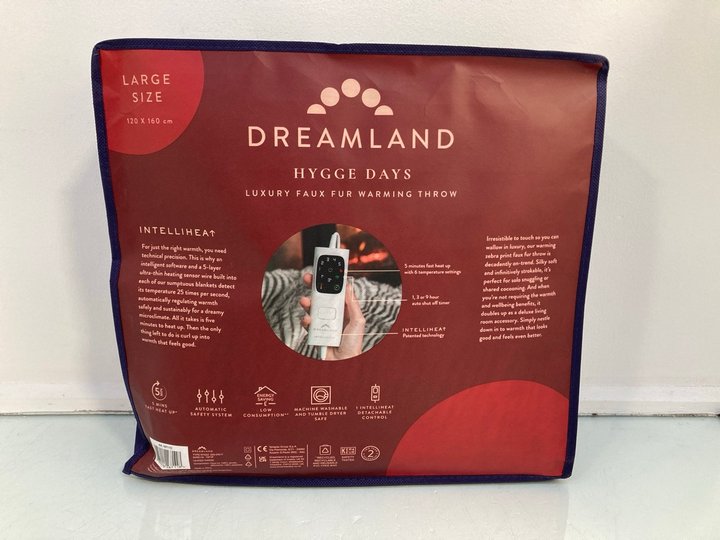 LARGE
SIZE
120 X 160 cm
DREAMLAND
HYGGE DAYS
LUXURY FAUX FUR WARMING THROW
INTELLIHEAT
For just the right warmth, you need
technical precision. This is why an
intelligent software and a 5-layer
ultra-thin heating sensor wire built into
each of our sumptuous blankets detect
its temperature 25 times per second,
automatically regulating warmth
safely and sustainably for a dreamy
microclimate. All it takes is five
minutes to heat up. Then the only
thing left to do is curl up into
warmth that feels good.
5 minutes fast heat up
with 6 temperature settings
1, 3 or 9 hour
auto shut off timer
INTELLIHEAT
Patented technology
DREAMLAND
Irresistible to touch so you can
wallow in luxury, our warming
zebra print faux fur throw is
decadently on-trend. Silky soft
and infinitively strokable, it's
perfect for solo snuggling or
shared cocooning. And when
you're not requiring the warmth
and wellbeing benefits, it
doubles up as a deluxe living
room accessory. Simply nestle
down in to warmth that looks
good and feels even better.
5
5 MINS
FAST HEAT UP*
AUTOMATIC
SAFETY SYSTEM
ENERGY
SAVING
£
LOW
CONSUMPTION**
MACHINE WASHABLE
AND TUMBLE DRYER
SAFE
1 INTELLIHEAT
DETACHABLE
CONTROL
DREAMLAND
CE
SAFETY
TESTED
2